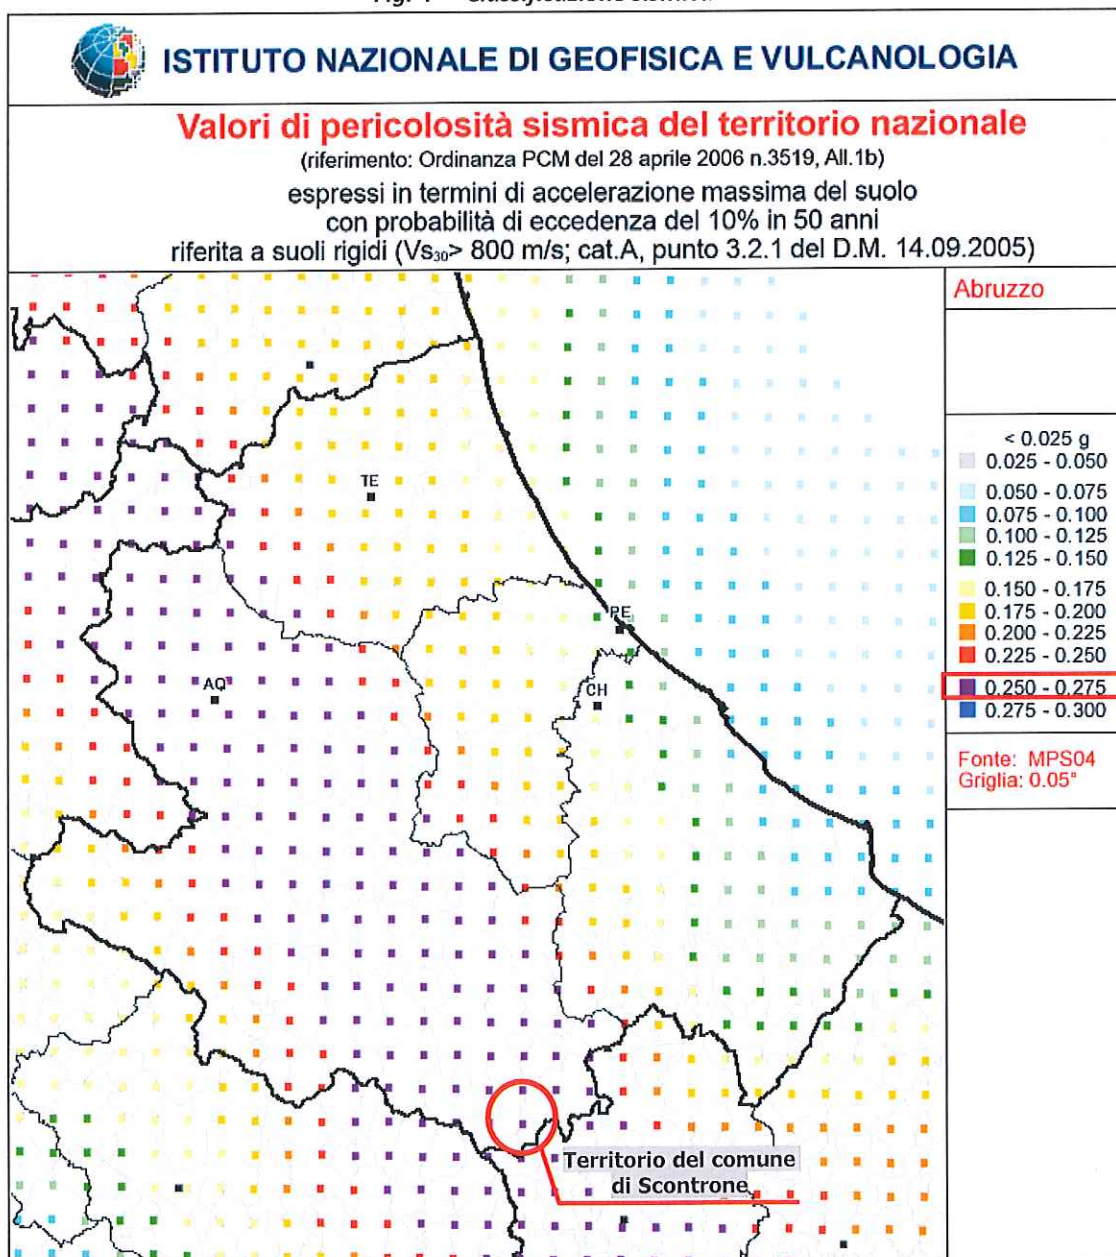 ISTITUTO NAZIONALE DI GEOFISICA E VULCANOLOGIA
Valori di pericolosità sismica del territorio nazionale
(riferimento: Ordinanza PCM del 28 aprile 2006 n.3519, All.1b)
espressi in termini di accelerazione massima del suolo
con probabilità di eccedenza del 10% in 50 anni
riferita a suoli rigidi (Vs30> 800 m/s; cat.A, punto 3.2.1 del D.M. 14.09.2005)
Abruzzo
< 0.025 g
0.025 - 0.050
0.050 - 0.075
0.075 - 0.100
0.100 - 0.125
0.125 - 0.150
0.150 - 0.175
0.175 - 0.200
0.200 - 0.225
0.225 - 0.250
0.250 - 0.275
0.275 - 0.300
Fonte: MPS04
Griglia: 0.05°
TE
PE
AQ
CH
Territorio del comune
di Scontrone